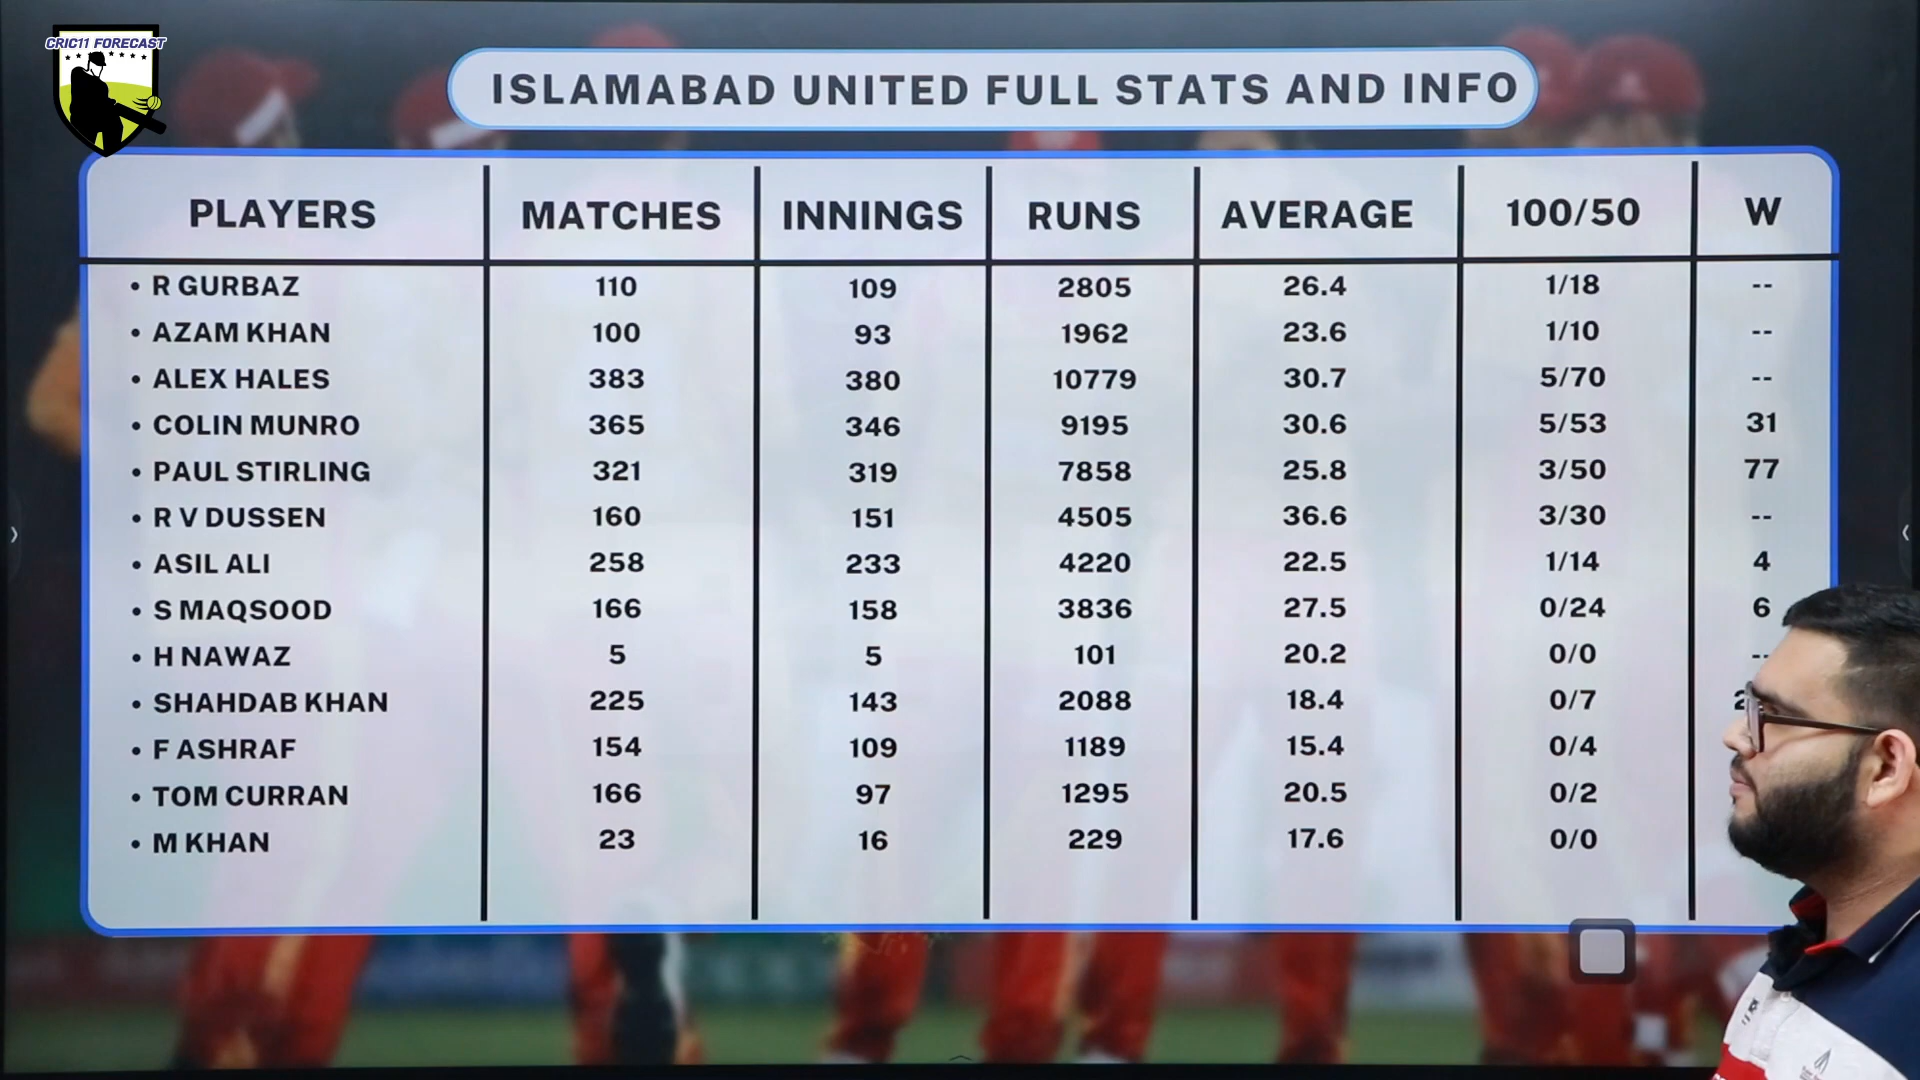 CRIC11 FORECAST
ISLAMABAD UNITED FULL STATS AND INFO
PLAYERS MATCHES INNINGS RUNS AVERAGE 100/50 W
• R GURBAZ 110 109 2805 26.4 1/18 --
• AZAM KHAN 100 93 1962 23.6 1/10 --
• ALEX HALES 383 380 10779 30.7 5/70 --
• COLIN MUNRO 365 346 9195 30.6 5/53 31
• PAUL STIRLING 321 319 7858 25.8 3/50 77
• R V DUSSEN 160 151 4505 36.6 3/30 --
• ASIL ALI 258 233 4220 22.5 1/14 4
• S MAQSOOD 166 158 3836 27.5 0/24 6
• H NAWAZ 5 5 101 20.2 0/0 --
• SHAHDAB KHAN 225 143 2088 18.4 0/7
• F ASHRAF 154 109 1189 15.4 0/4
• TOM CURRAN 166 97 1295 20.5 0/2
• M KHAN 23 16 229 17.6 0/0